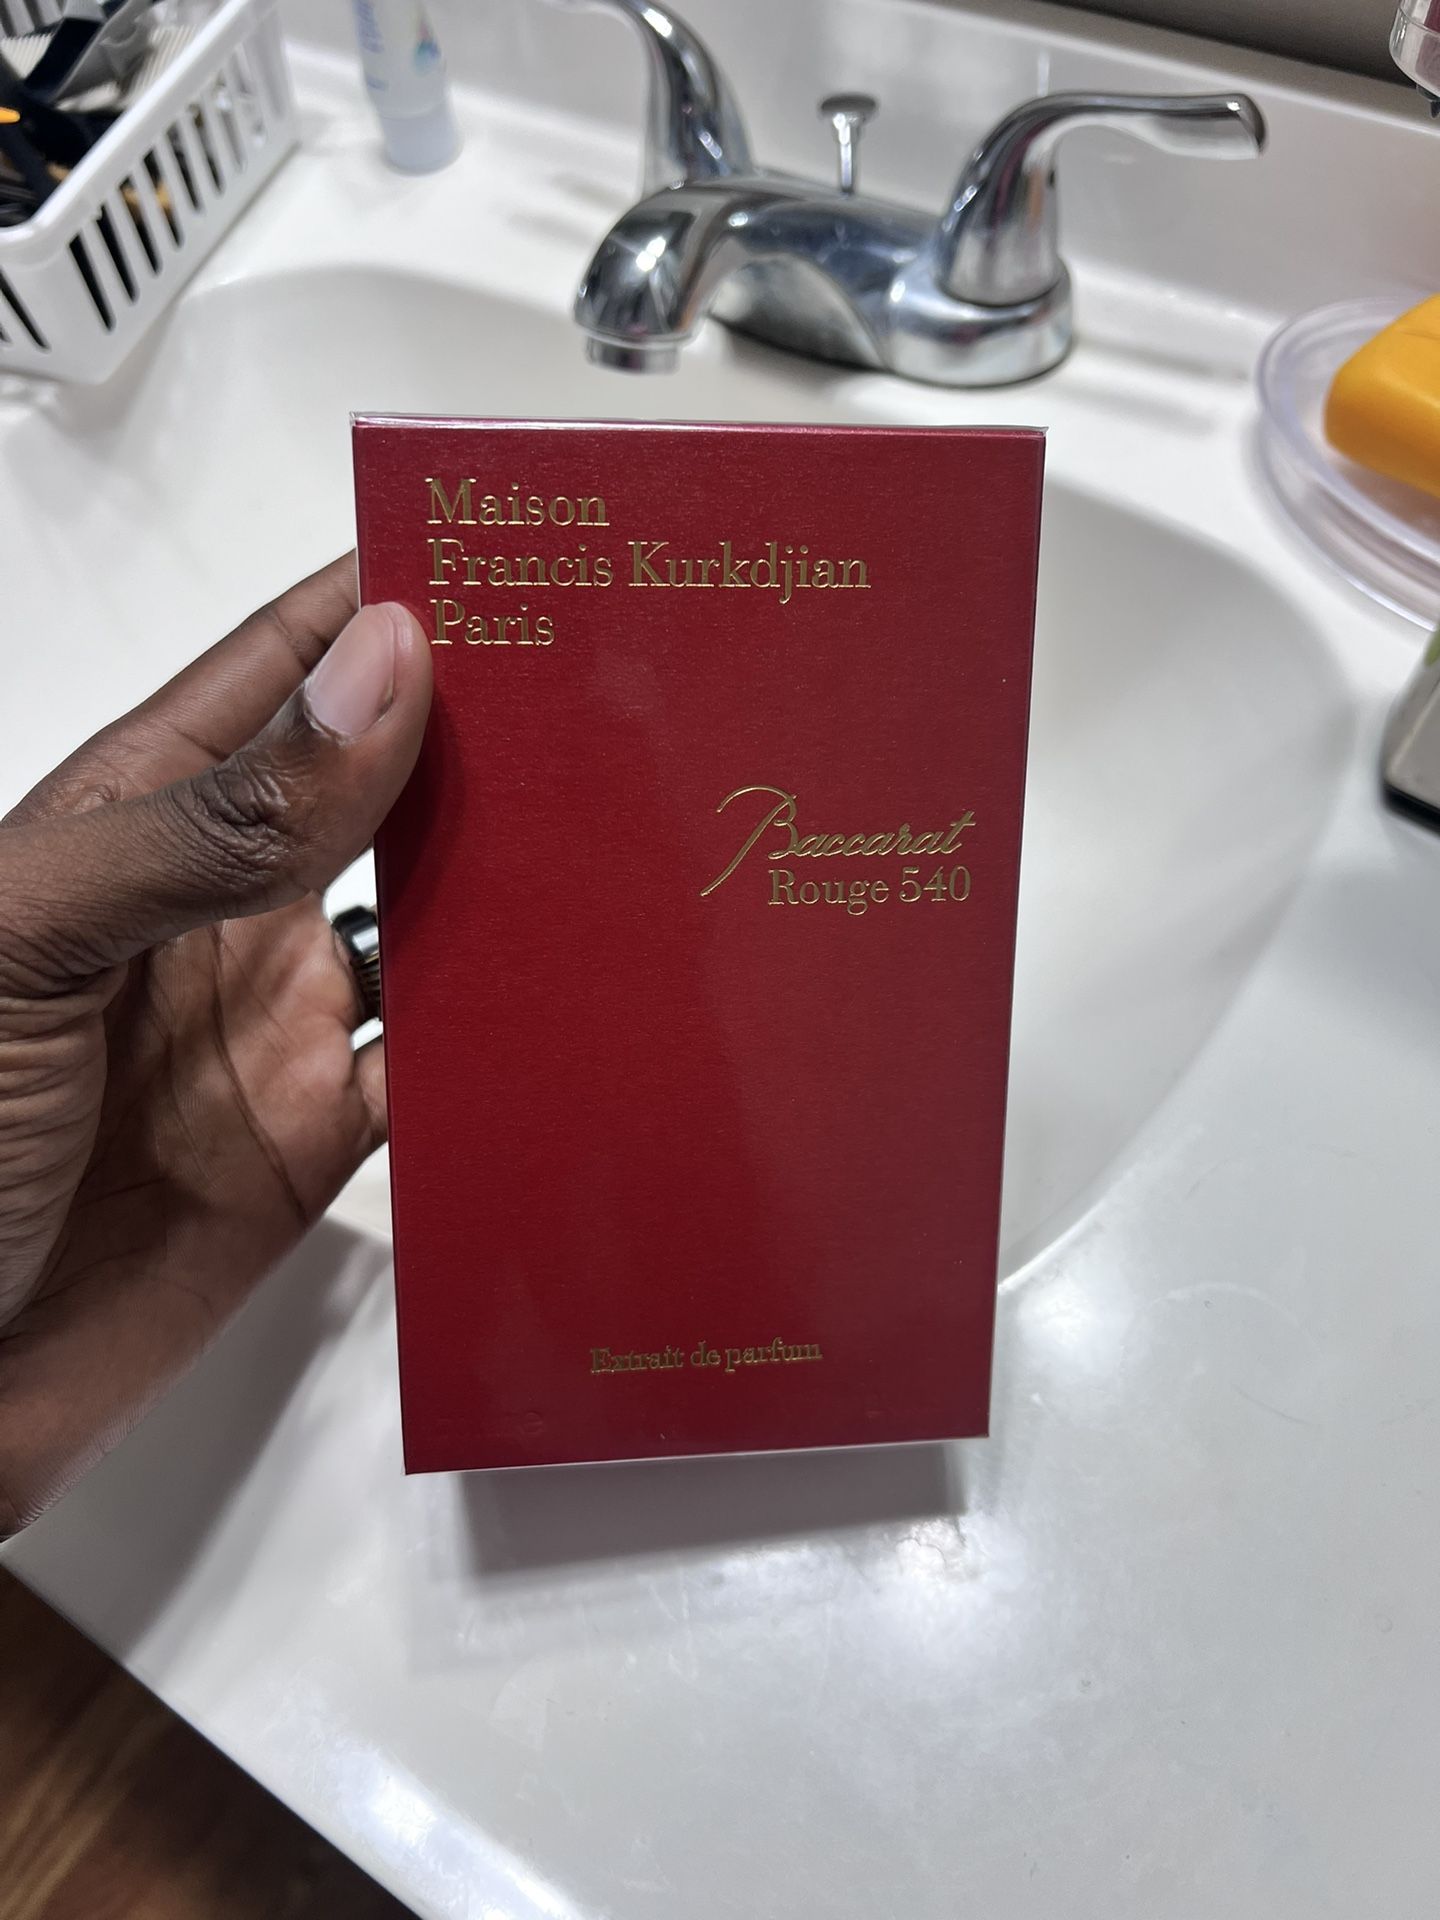 Maison
Francis Kurkdjian
Paris
Baccarat
Rouge 540
Extrait de parfum